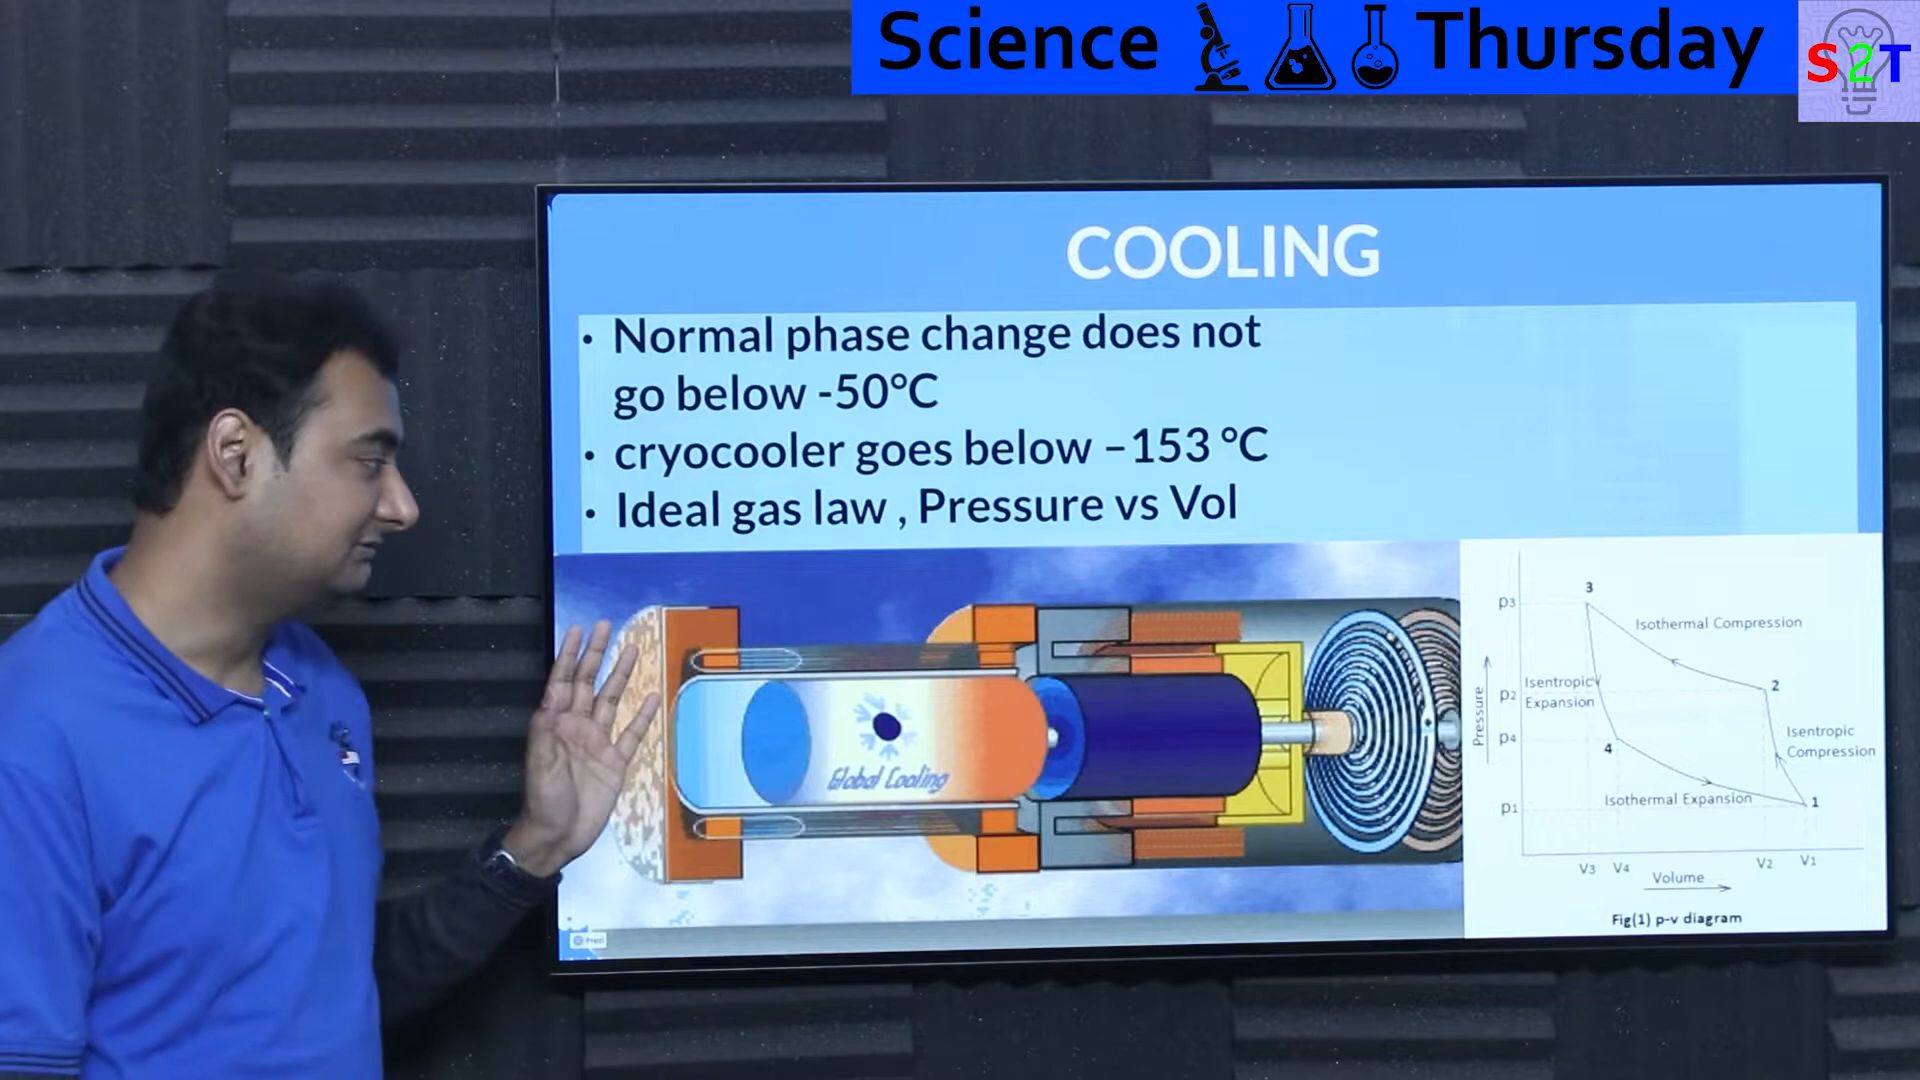 Science Thursday
S2T
COOLING
• Normal phase change does not
go below -50°C
• cryocooler goes below –153 °C
• Ideal gas law , Pressure vs Vol
Global Cooling
Prezi
3
p3
Isothermal Compression
2
Isentropic
Expansion
p2
Isentropic
Compression
4
p4
Pressure
Isothermal Expansion
1
p1
V3 V4 V2 V1
Volume
Fig(1) p-v diagram